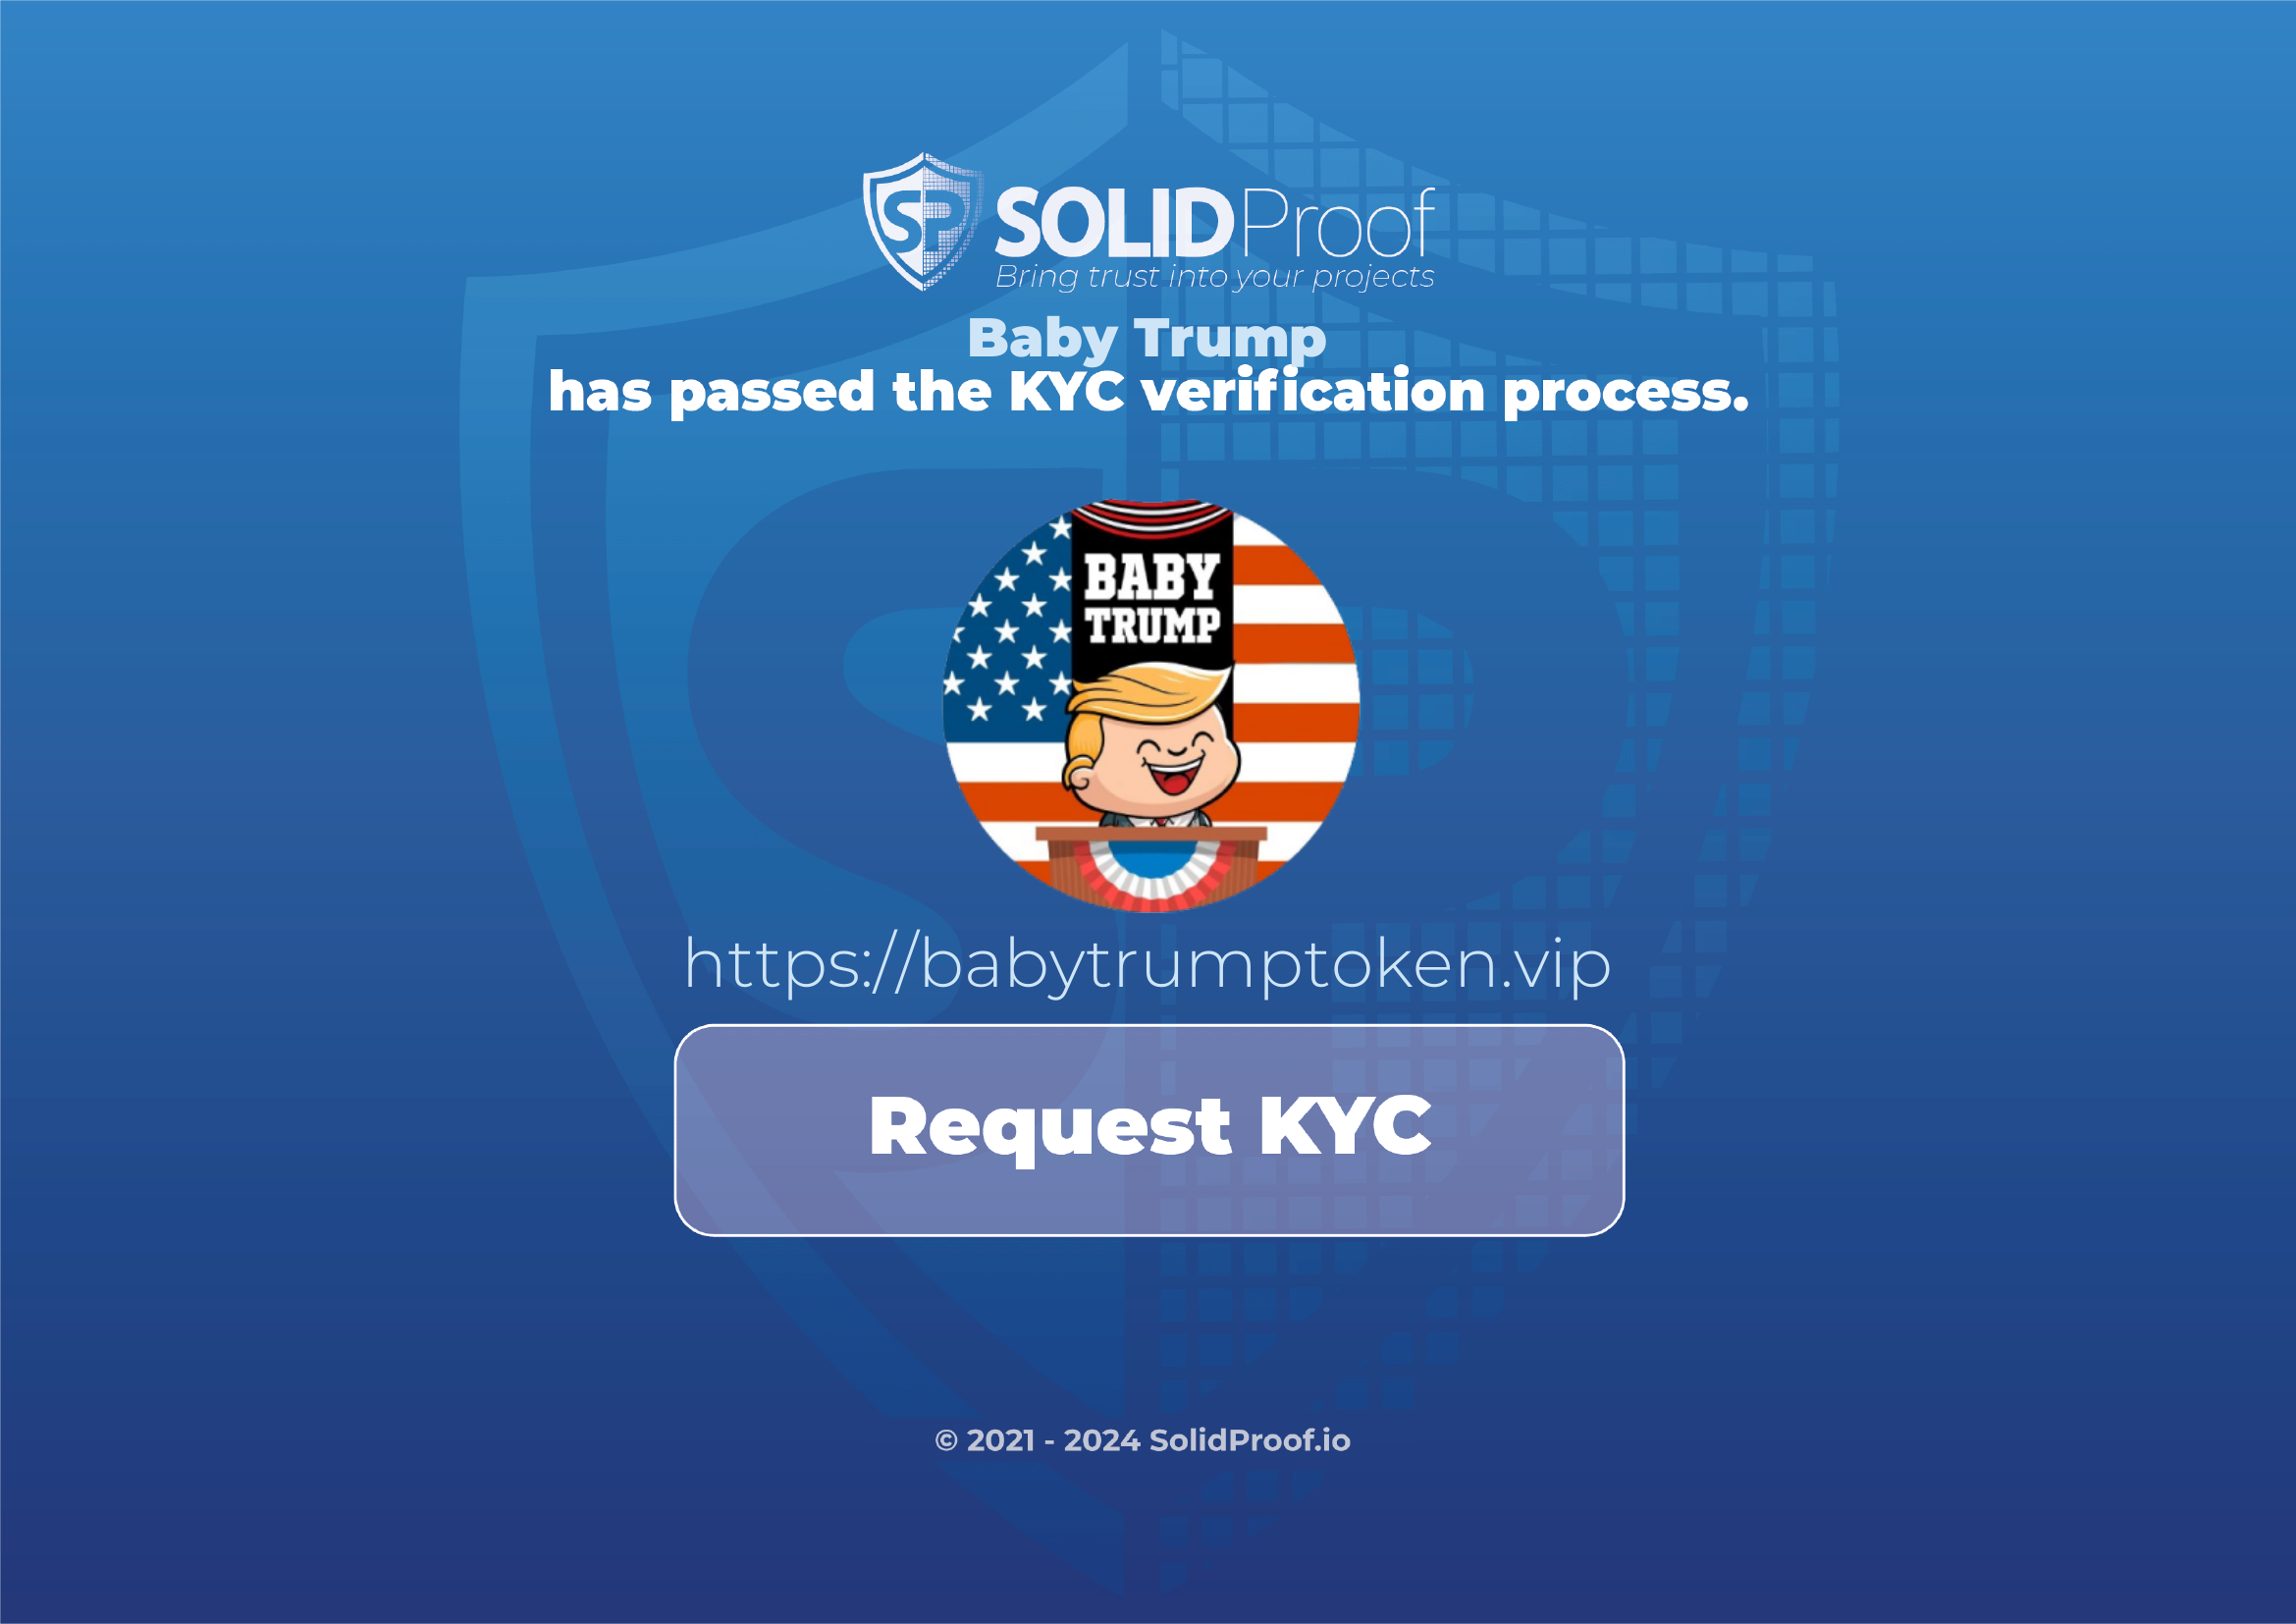 SP SOLIDProof
Bring trust into your projects
Baby Trump
has passed the KYC verification process.
BABY
TRUMP
https://babytrumptoken.vip
Request KYC
© 2021 - 2024 SolidProof.io